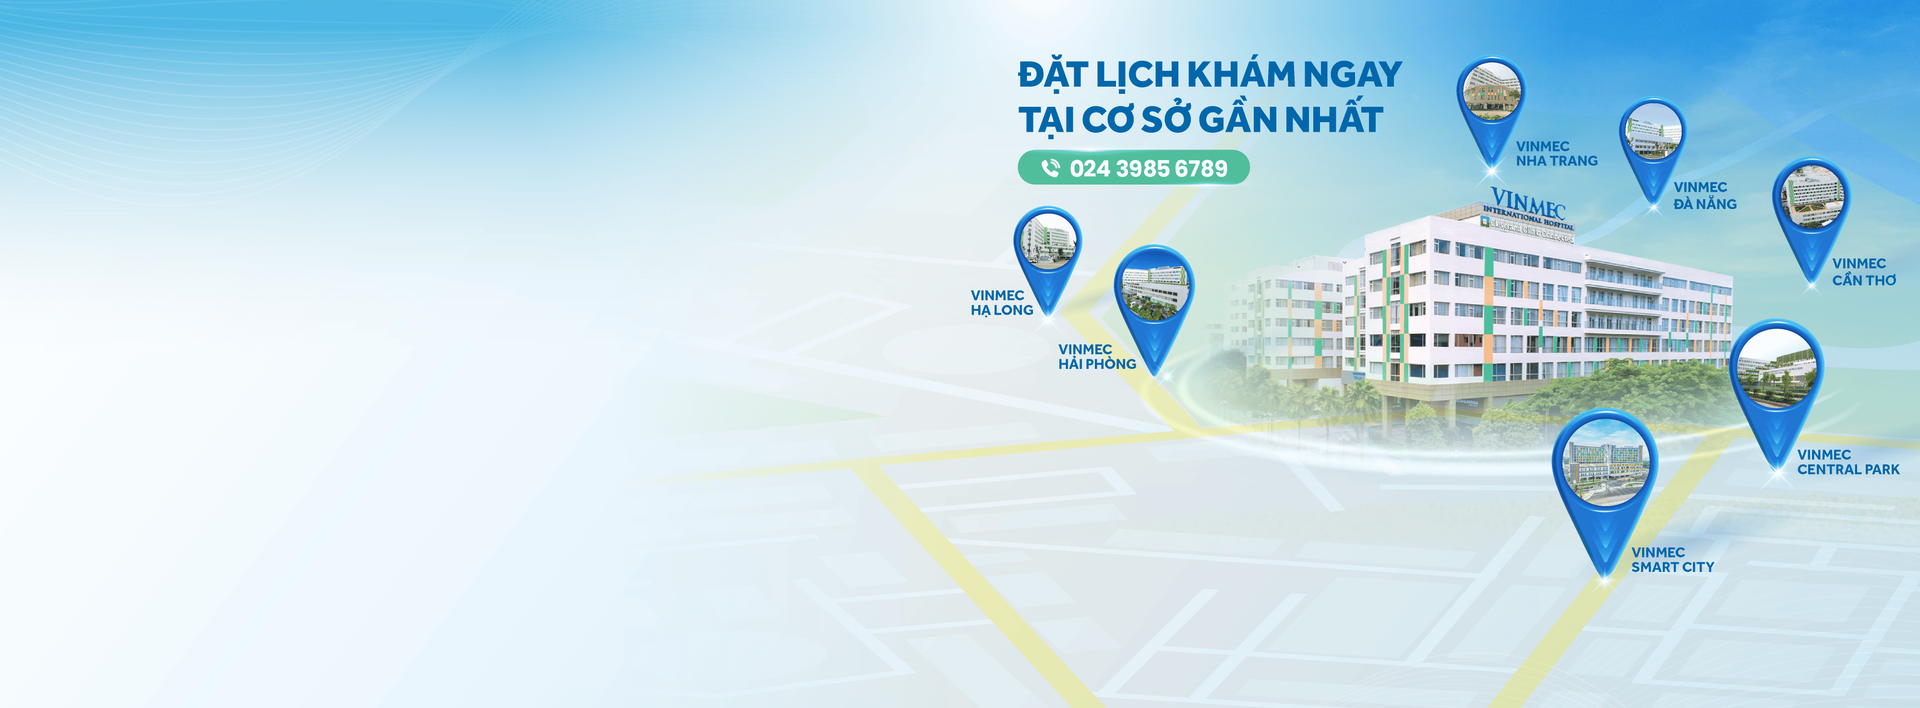 ĐẶT LỊCH KHÁM NGAY
TẠI CƠ SỞ GẦN NHẤT
024 3985 6789
VINMEC
NHA TRANG
VINMEC
ĐÀ NẴNG
VINMEC
CẦN THƠ
VINMEC
INTERNATIONAL HOSPITAL
VINMEC
HẠ LONG
VINMEC
HẢI PHÒNG
VINMEC
CENTRAL PARK
VINMEC
SMART CITY